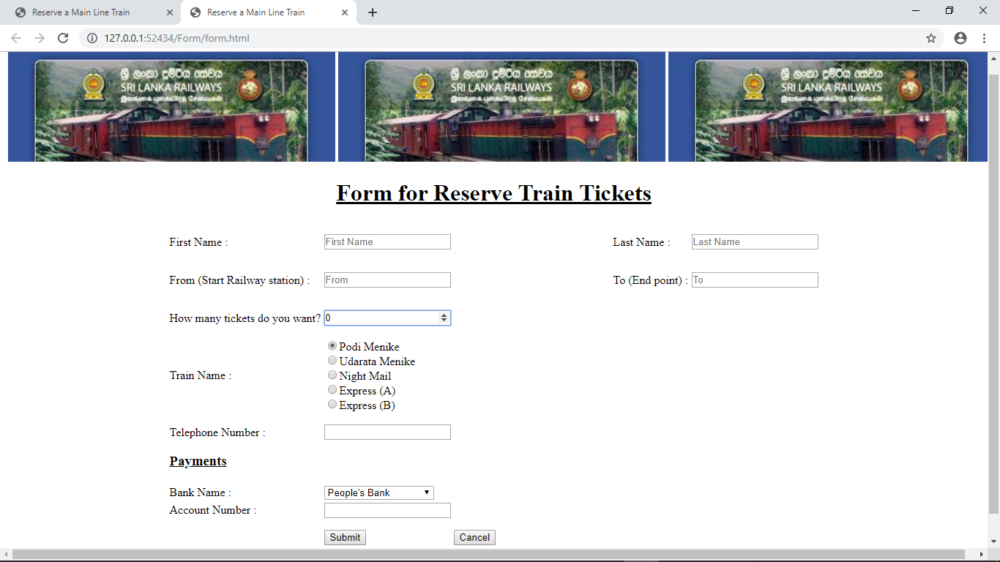 Reserve a Main Line Train
Reserve a Main Line Train
127.0.0.1:52434/Form/form.html
ශ්‍රී ලංකා දුම්රිය සේවය ශ්‍රී ලංකා දුම්රිය සේවය ශ්‍රී ලංකා දුම්රිය සේවය
SRI LANKA RAILWAYS SRI LANKA RAILWAYS SRI LANKA RAILWAYS
இலங்கை புகையிரத சேவைகள் இலங்கை புகையிரத சேவைகள் இலங்கை புகையிரத சேவைகள்
Form for Reserve Train Tickets
First Name : First Name Last Name : Last Name
From (Start Railway station) : From To (End point) : To
How many tickets do you want? 0
Podi Menike
Udarata Menike
Train Name : Night Mail
Express (A)
Express (B)
Telephone Number :
Payments
Bank Name : People's Bank
Account Number :
Submit Cancel